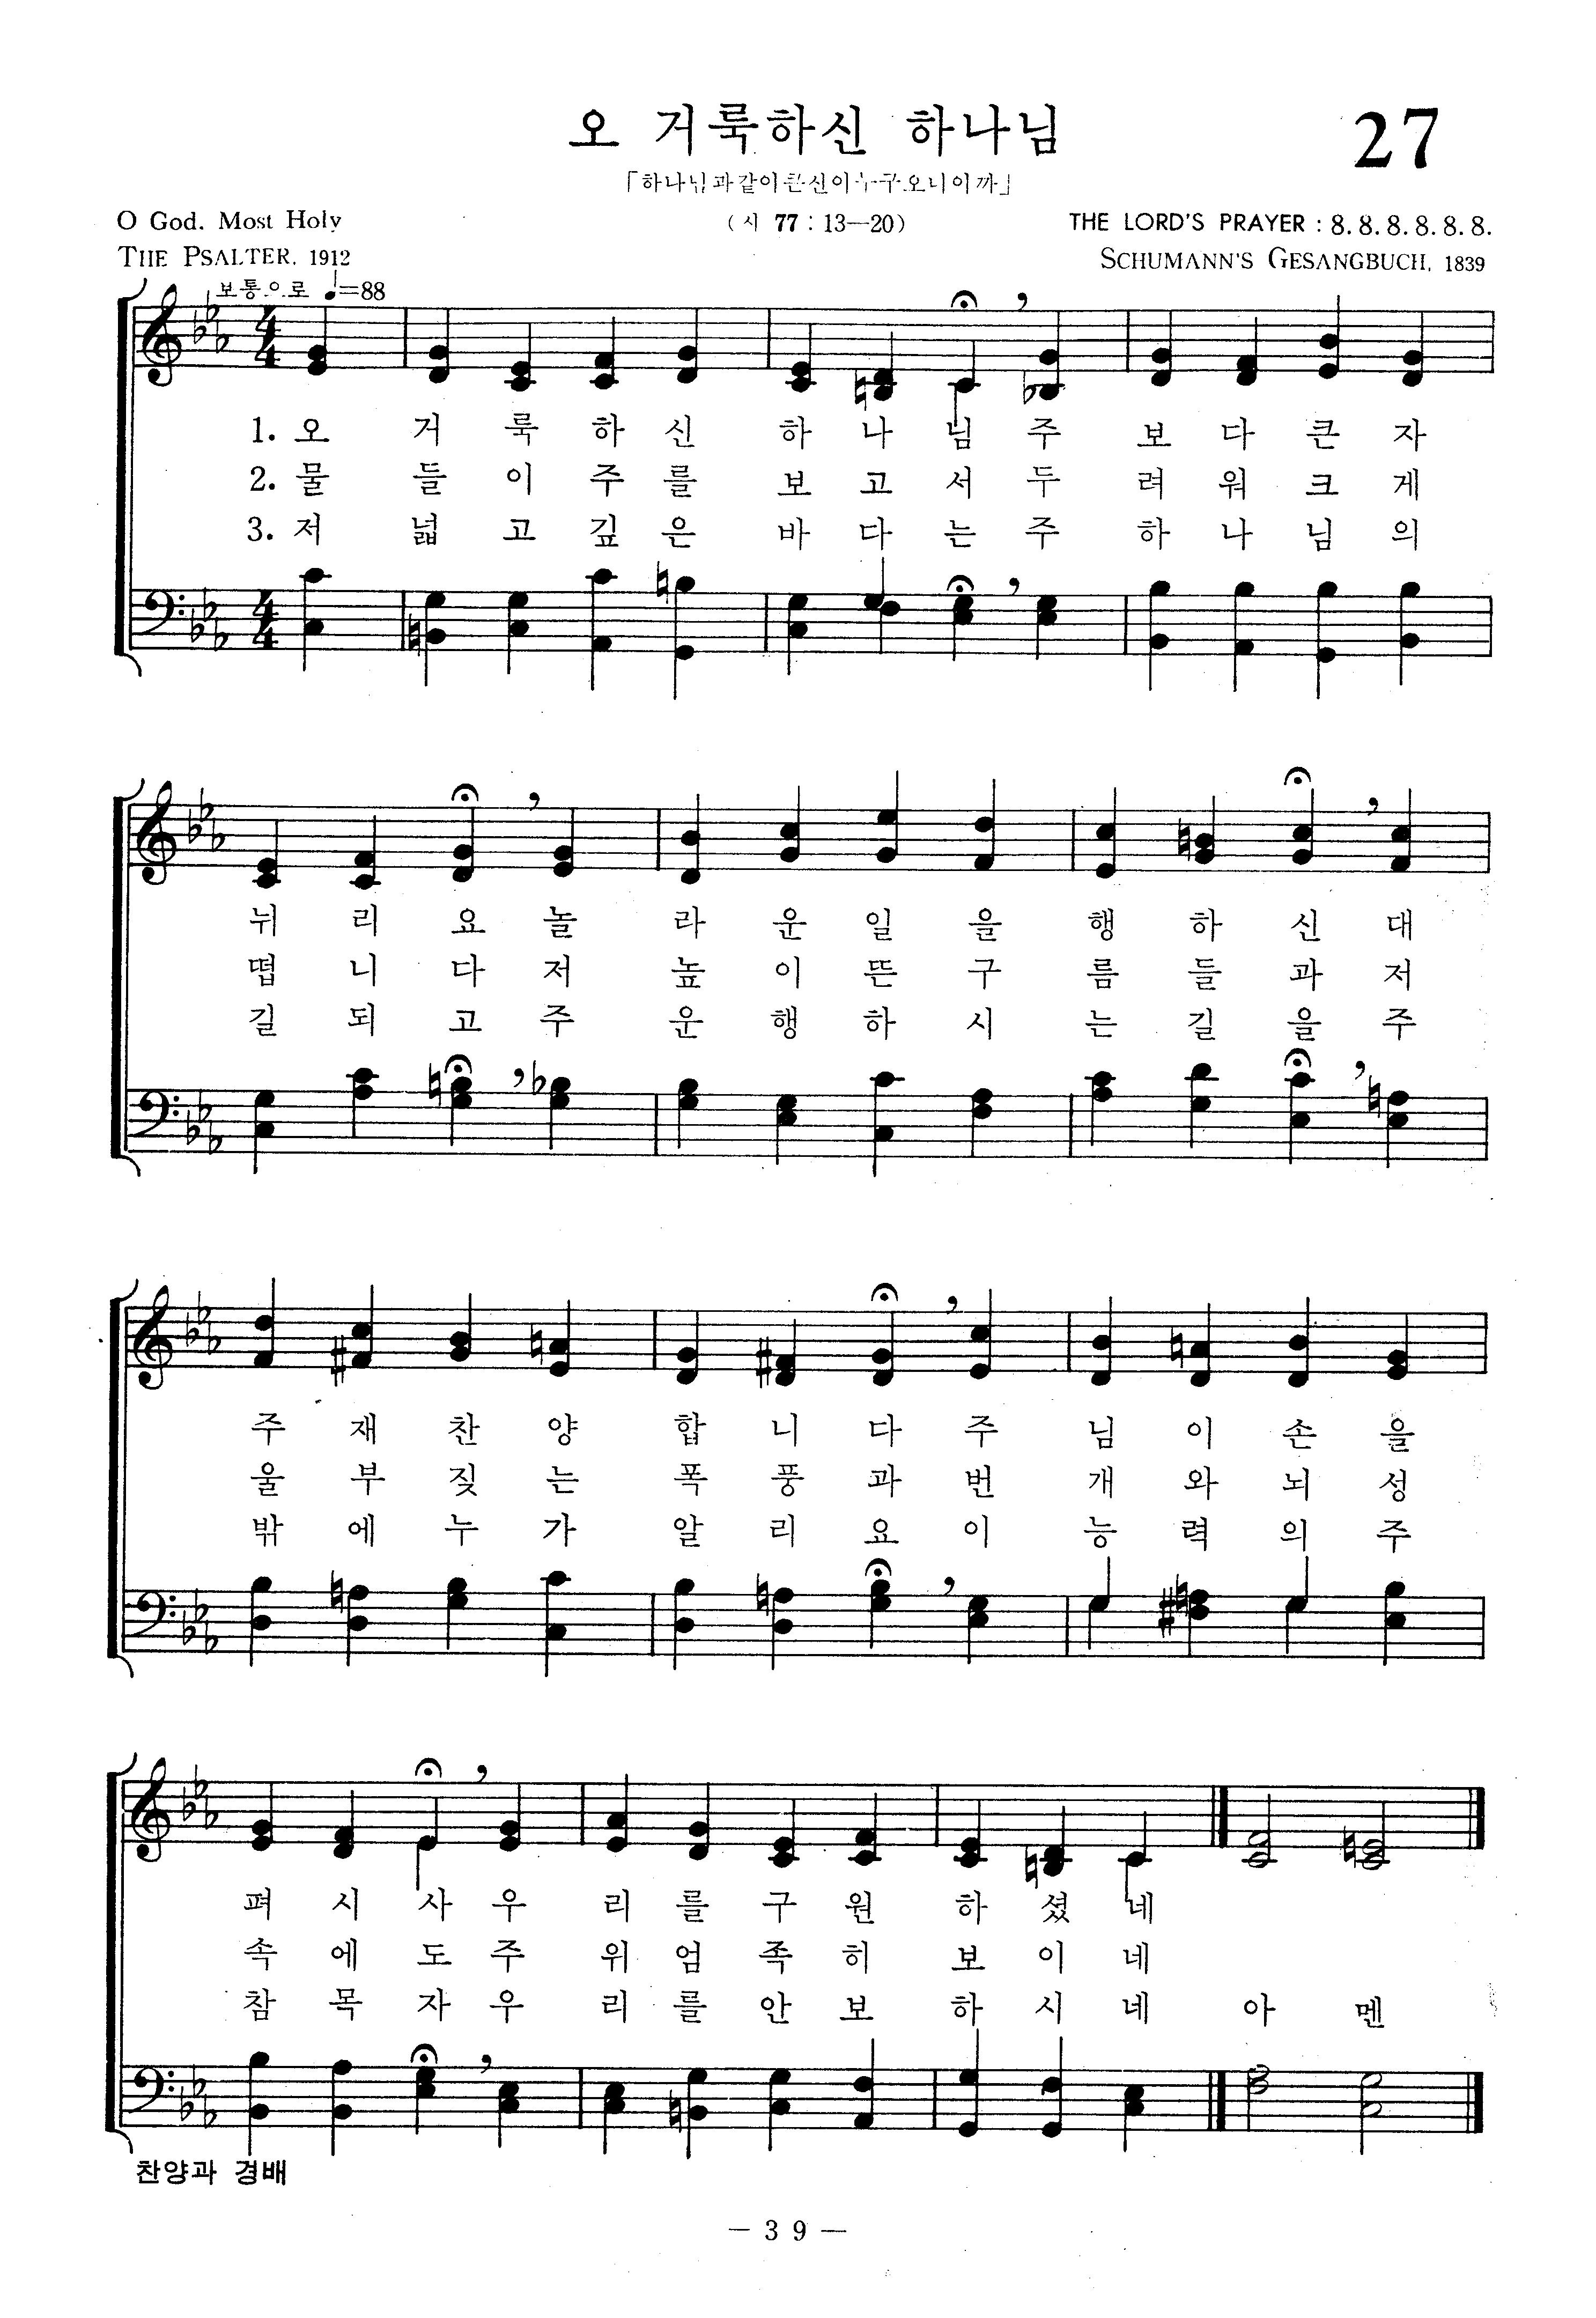 오 거룩하신 하나님
27
「하나님과같이큰신이누구오니이까」
O God. Most Holy
(시 77 : 13—20)
THE LORD'S PRAYER : 8. 8. 8. 8. 8. 8.
THE PSALTER, 1912
SCHUMANN'S GESANGBUCH, 1839
보통으로 ♩=88
1. 오 거 룩 하 신 하 나 님 주 보 다 큰 자
2. 물 들 이 주 를 보 고 서 두 려 워 크 게
3. 저 넓 고 깊 은 바 다 는 주 하 나 님 의
뉘 리 요 놀 라 운 일 을 행 하 신 대
떱 니 다 저 높 이 뜬 구 름 들 과 저
길 되 고 주 운 행 하 시 는 길 을 주
주 재 찬 양 합 니 다 주 님 이 손 을
울 부 짖 는 폭 풍 과 번 개 와 뇌 성
밖 에 누 가 알 리 요 이 능 력 의 주
펴 시 사 우 리 를 구 원 하 셨 네
속 에 도 주 위 엄 족 히 보 이 네
참 목 자 우 리 를 안 보 하 시 네 아 멘
찬양과 경배
— 3 9 —